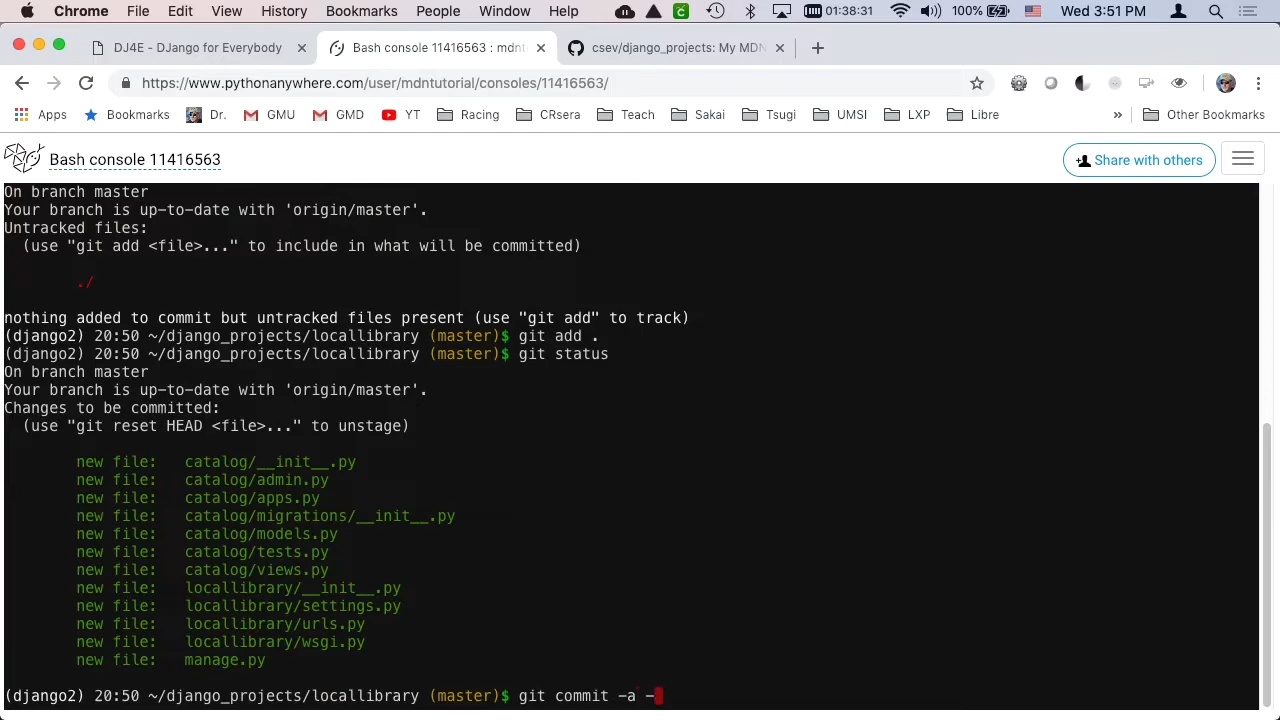 Chrome File Edit View History Bookmarks People Window Help 01:38:31 100% Wed 3:51 PM
DJ4E - DJango for Everybody Bash console 11416563 : mdnt csev/django_projects: My MDN
https://www.pythonanywhere.com/user/mdntutorial/consoles/11416563/
Apps Bookmarks Dr. GMU GMD YT Racing CRsera Teach Sakai Tsugi UMSI LXP Libre » Other Bookmarks
Bash console 11416563 Share with others
On branch master
Your branch is up-to-date with 'origin/master'.
Untracked files:
(use "git add <file>..." to include in what will be committed)
./
nothing added to commit but untracked files present (use "git add" to track)
(django2) 20:50 ~/django_projects/locallibrary (master)$ git add .
(django2) 20:50 ~/django_projects/locallibrary (master)$ git status
On branch master
Your branch is up-to-date with 'origin/master'.
Changes to be committed:
(use "git reset HEAD <file>..." to unstage)
new file: catalog/__init__.py
new file: catalog/admin.py
new file: catalog/apps.py
new file: catalog/migrations/__init__.py
new file: catalog/models.py
new file: catalog/tests.py
new file: catalog/views.py
new file: locallibrary/__init__.py
new file: locallibrary/settings.py
new file: locallibrary/urls.py
new file: locallibrary/wsgi.py
new file: manage.py
(django2) 20:50 ~/django_projects/locallibrary (master)$ git commit -a -